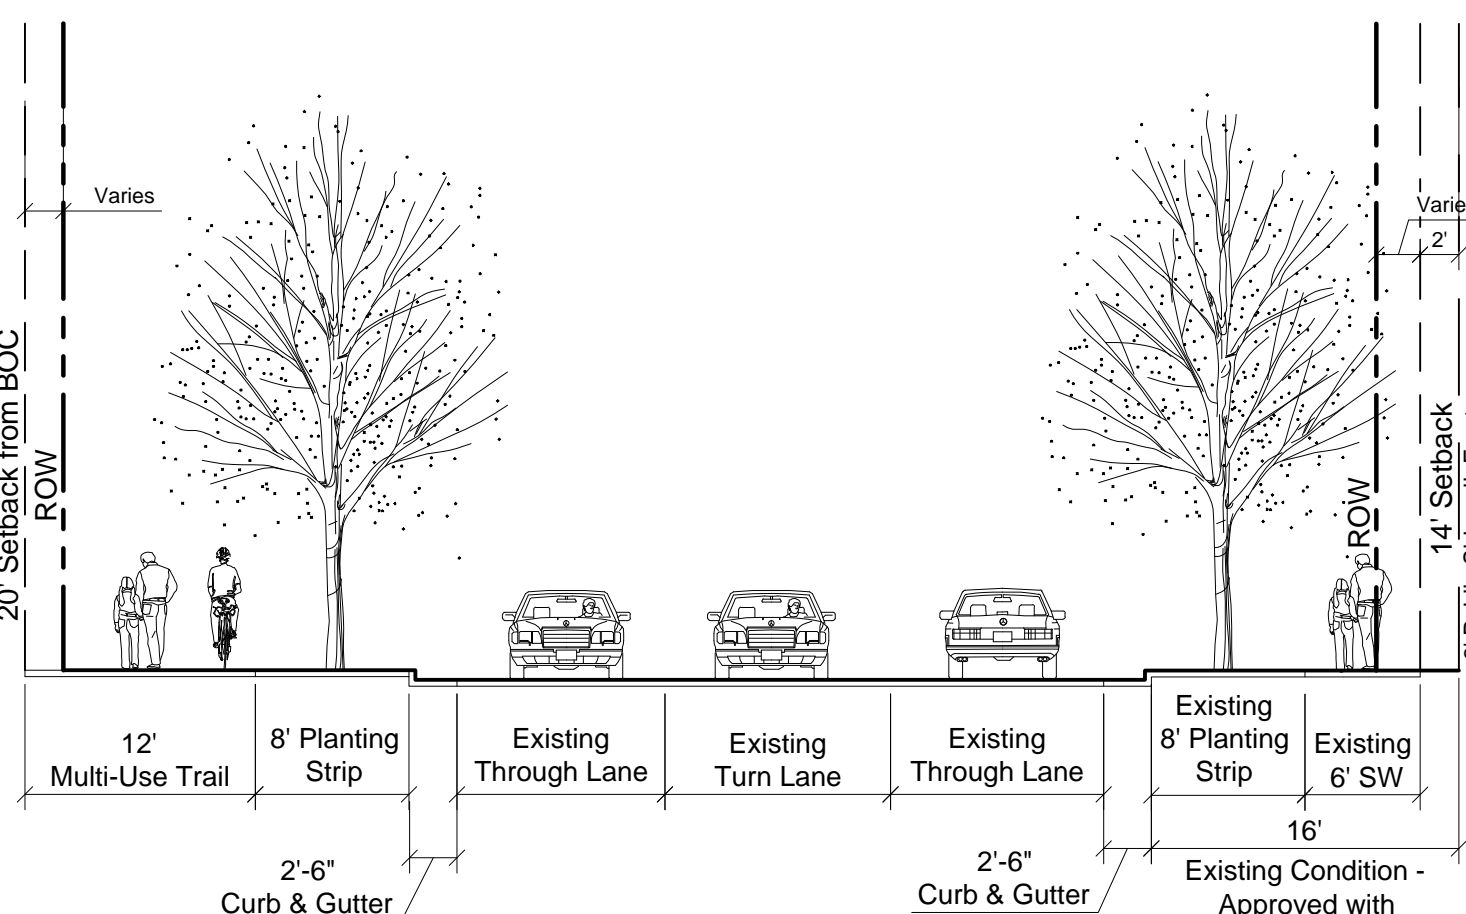 Varies
Varie
2'
20' Setback from BOC
ROW
ROW
14' Setback
12'
Multi-Use Trail
8' Planting
Strip
Existing
Through Lane
Existing
Turn Lane
Existing
Through Lane
Existing
8' Planting
Strip
Existing
6' SW
2'-6"
Curb & Gutter
2'-6"
Curb & Gutter
16'
Existing Condition -
Approved with